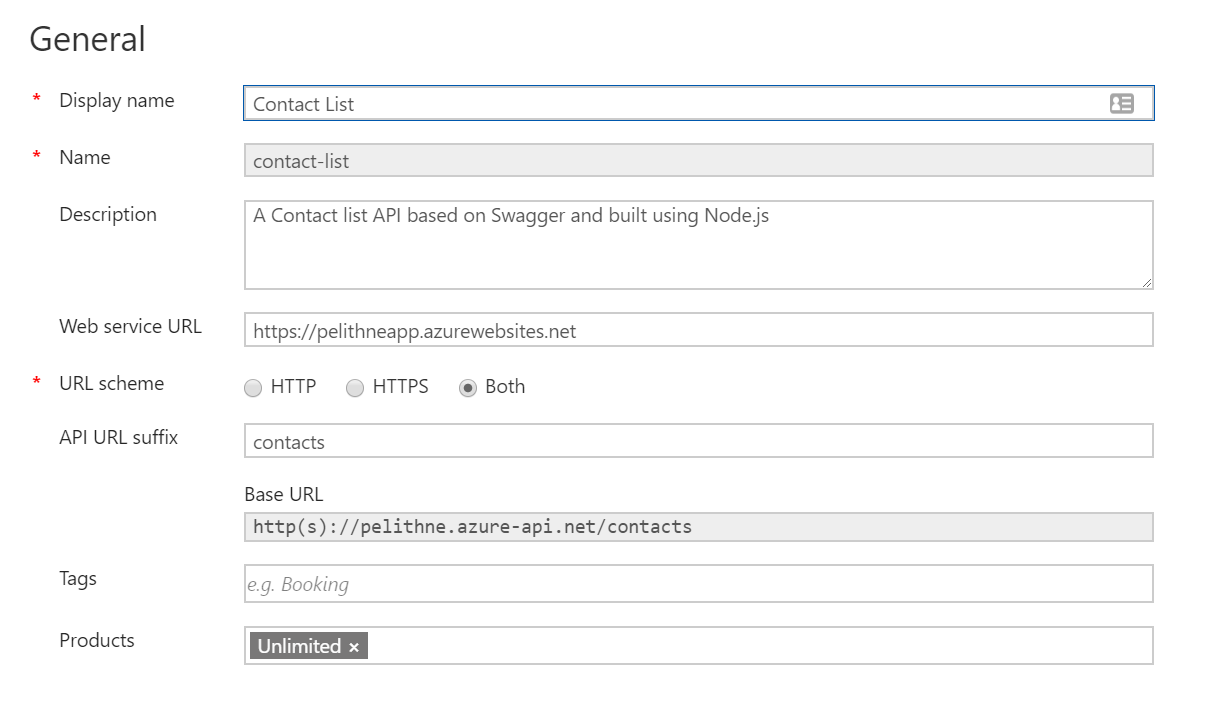 General
* Display name
Contact List
* Name
contact-list
Description
A Contact list API based on Swagger and built using Node.js
Web service URL
https://pelithneapp.azurewebsites.net
* URL scheme
HTTP HTTPS Both
API URL suffix
contacts
Base URL
http(s)://pelithne.azure-api.net/contacts
Tags
e.g. Booking
Products
Unlimited ×